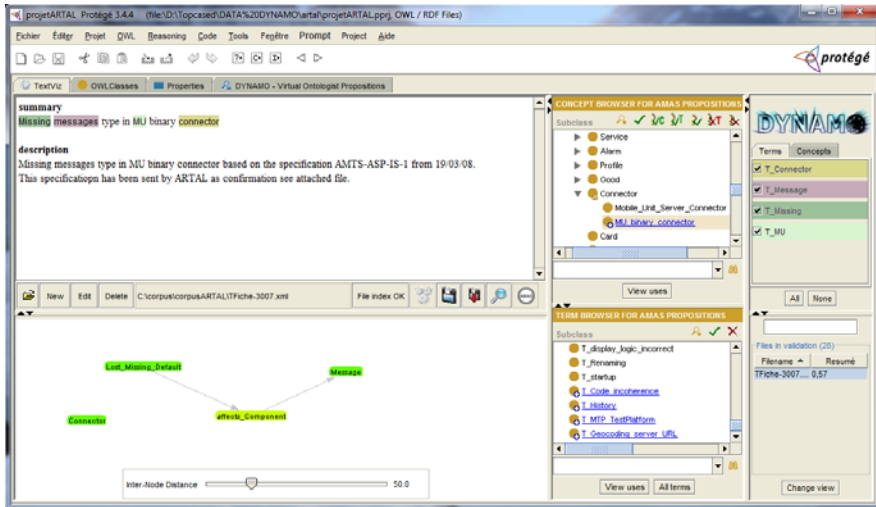 projetARTAL Protégé 3.4.4 (file:\D:\Topcased\DATA%20DYNAMO\artal\projetARTAL.pprj, OWL / RDF Files)
Fichier Éditer Projet OWL Reasoning Code Tools Fenêtre Prompt Project Aide
protégé
TextViz OWLClasses Properties DYNAMO - Virtual Ontologist Propositions
summary
Missing messages type in MU binary connector
description
Missing messages type in MU binary connector based on the specification AMTS-ASP-IS-1 from 19/03/08.
This specificatiopn has been sent by ARTAL as confirmation see attached file.
New Edit Delete C:\corpus\corpusARTAL\TFiche-3007.xml File index OK
Lost_Missing_Default
Message
affects_Component
Connector
Inter-Node Distance 50.0
CONCEPT BROWSER FOR AMAS PROPOSITIONS
Subclass
Service
Alarm
Profile
Good
Connector
Mobile_Unit_Server_Connector
MU_binary_connector
Card
View uses
TERM BROWSER FOR AMAS PROPOSITIONS
Subclass
T_display_logic_incorrect
T_Renaming
T_startup
T_Code_incoherence
T_History
T_MTP_TestPlatform
T_Geocoding_server_URL
View uses All terms
DYNAMO
Terms Concepts
T_Connector
T_Message
T_Missing
T_MU
All None
Files in validation (28)
Filename Resumé
TFiche-3007.... 0,57
Change view